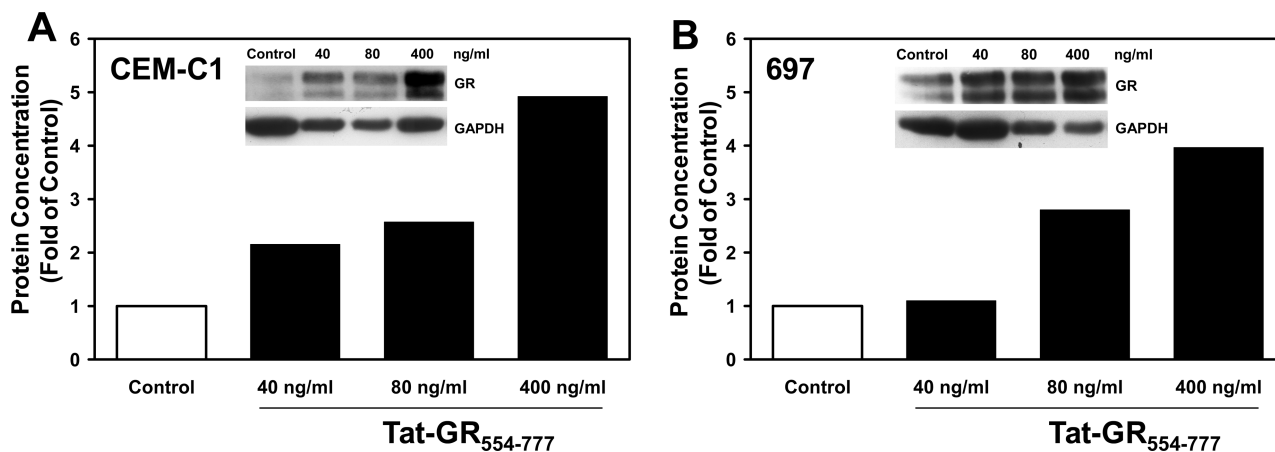 A
CEM-C1
Control 40 80 400 ng/ml
GR
GAPDH
6
5
4
3
2
1
0
Protein Concentration
(Fold of Control)
Control 40 ng/ml 80 ng/ml 400 ng/ml
Tat-GR554-777
B
697
Control 40 80 400 ng/ml
GR
GAPDH
6
5
4
3
2
1
0
Protein Concentration
(Fold of Control)
Control 40 ng/ml 80 ng/ml 400 ng/ml
Tat-GR554-777